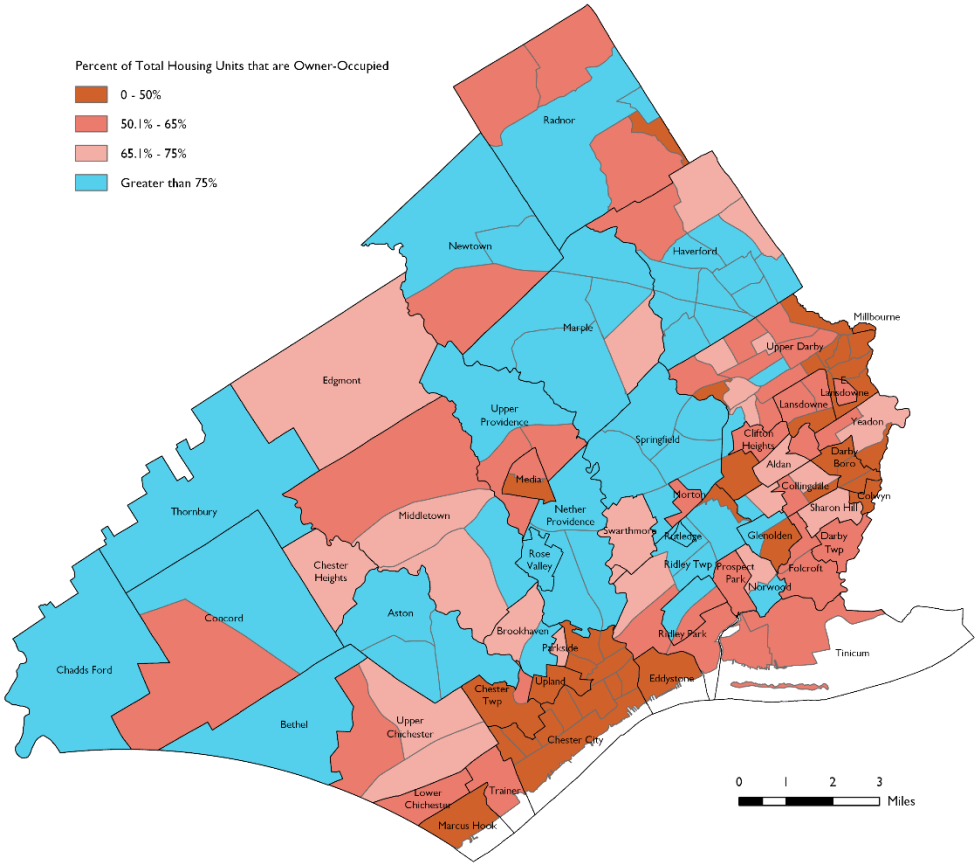 Percent of Total Housing Units that are Owner-Occupied
0 - 50%
50.1% - 65%
65.1% - 75%
Greater than 75%
Radnor
Newtown
Haverford
Marple
Millbourne
Upper Darby
Edgmont
E.
Lansdowne
Lansdowne
Upper
Providence
Yeadon
Springfield
Clifton
Heights
Darby
Boro
Aldan
Media
Collingdale
Colwyn
Morton
Sharon Hill
Thornbury
Middletown
Nether
Providence
Swarthmore
Rutledge
Glenolden
Darby
Twp
Rose
Valley
Chester
Heights
Ridley Twp
Prospect
Park
Folcroft
Norwood
Aston
Concord
Brookhaven
Parkside
Ridley Park
Tinicum
Chadds Ford
Upland
Eddystone
Chester
Twp
Bethel
Upper
Chichester
Chester City
Lower
Chichester
Trainer
Marcus Hook
0 1 2 3
Miles